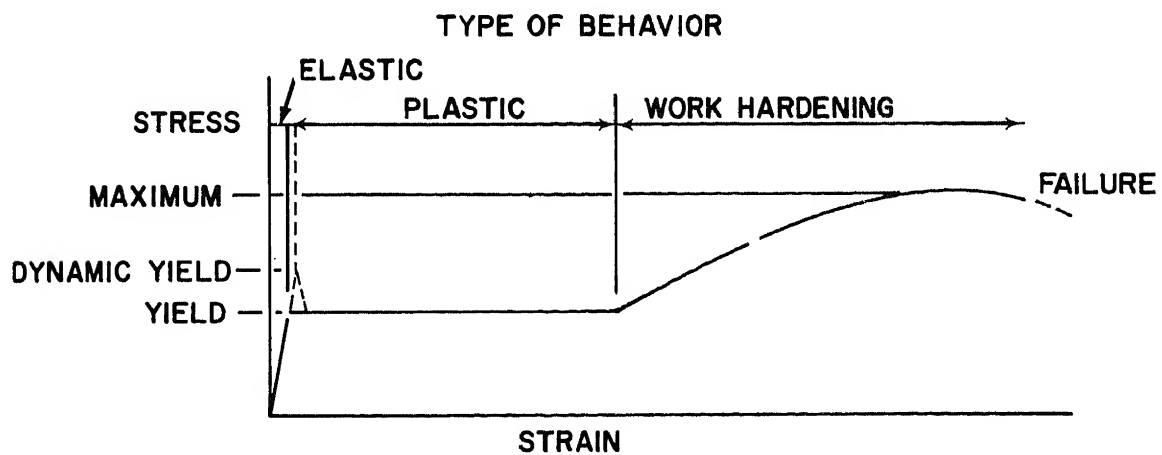 TYPE OF BEHAVIOR
ELASTIC
STRESS
PLASTIC
WORK HARDENING
MAXIMUM
FAILURE
DYNAMIC YIELD
YIELD
STRAIN